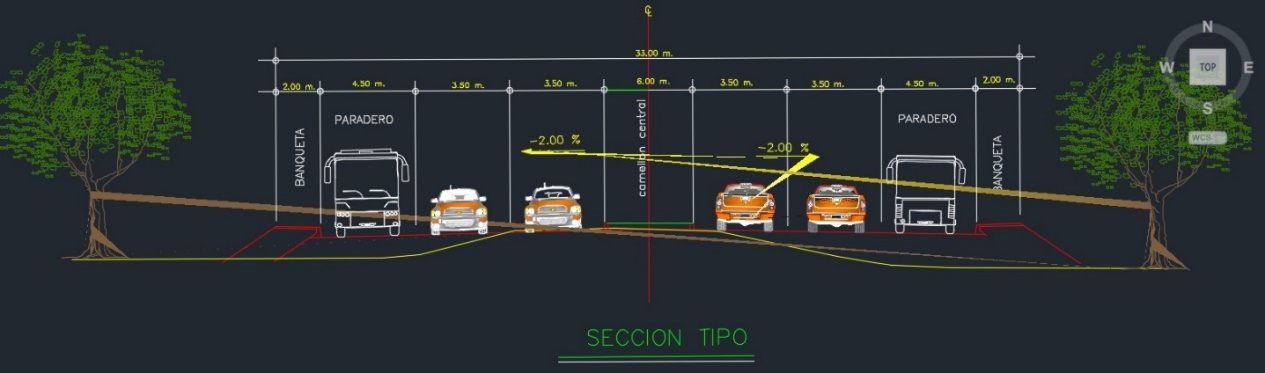 ℄
33.00 m.
2.00 m. 4.50 m. 3.50 m. 3.50 m. 6.00 m. 3.50 m. 3.50 m. 4.50 m. 2.00 m.
BANQUETA
PARADERO
camellon central
PARADERO
BANQUETA
-2.00 %
-2.00 %
SECCION TIPO
N
W TOP E
S
WCS